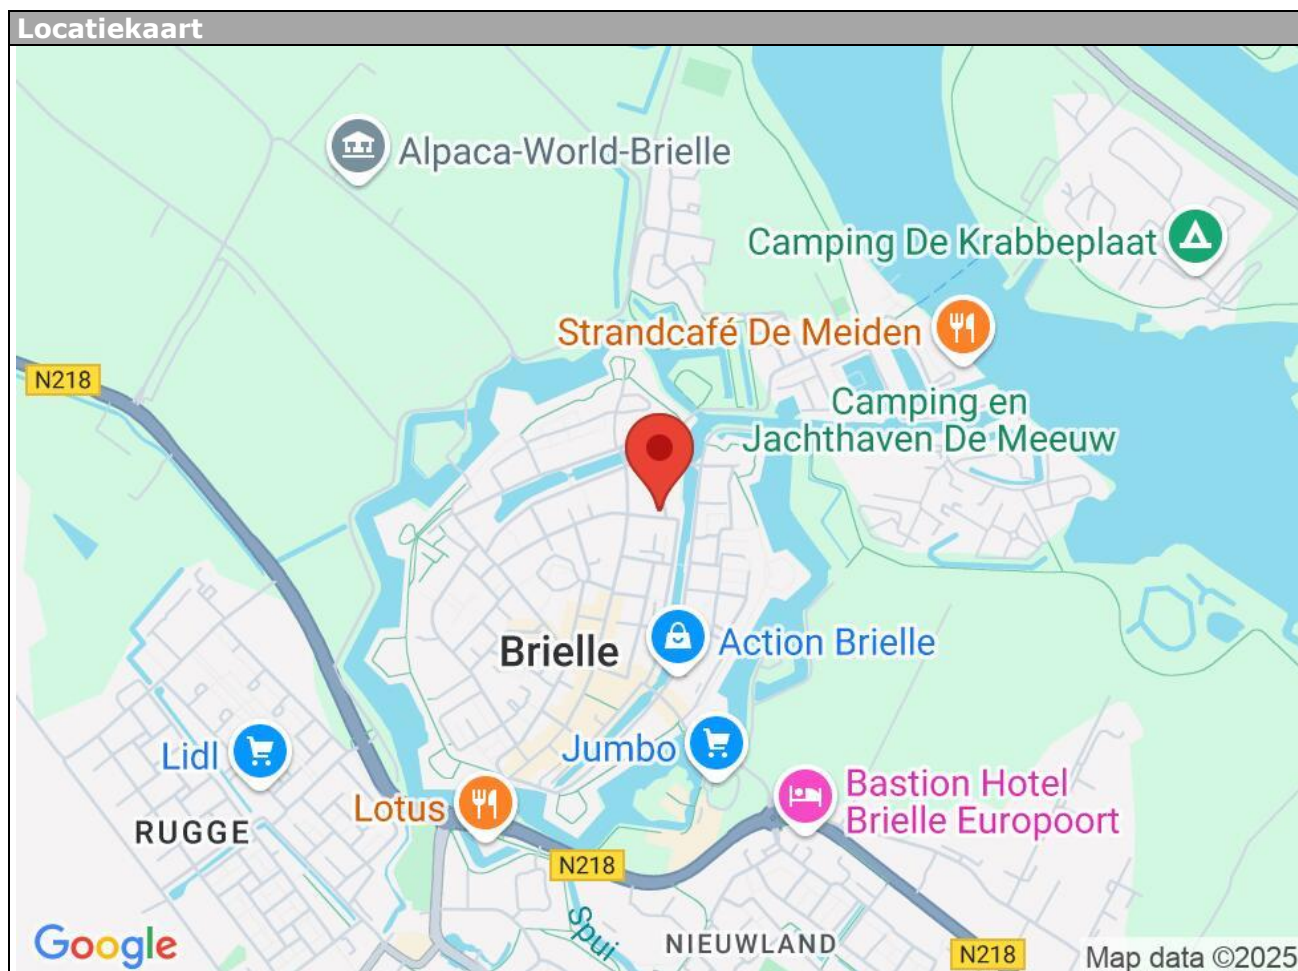 Locatiekaart
Alpaca-World-Brielle
Camping De Krabbeplaat
Strandcafé De Meiden
N218
Camping en
Jachthaven De Meeuw
Brielle
Action Brielle
Lidl
Jumbo
Bastion Hotel
Brielle Europoort
Lotus
RUGGE
N218
Spui
NIEUWLAND
N218
Google
Map data ©2025